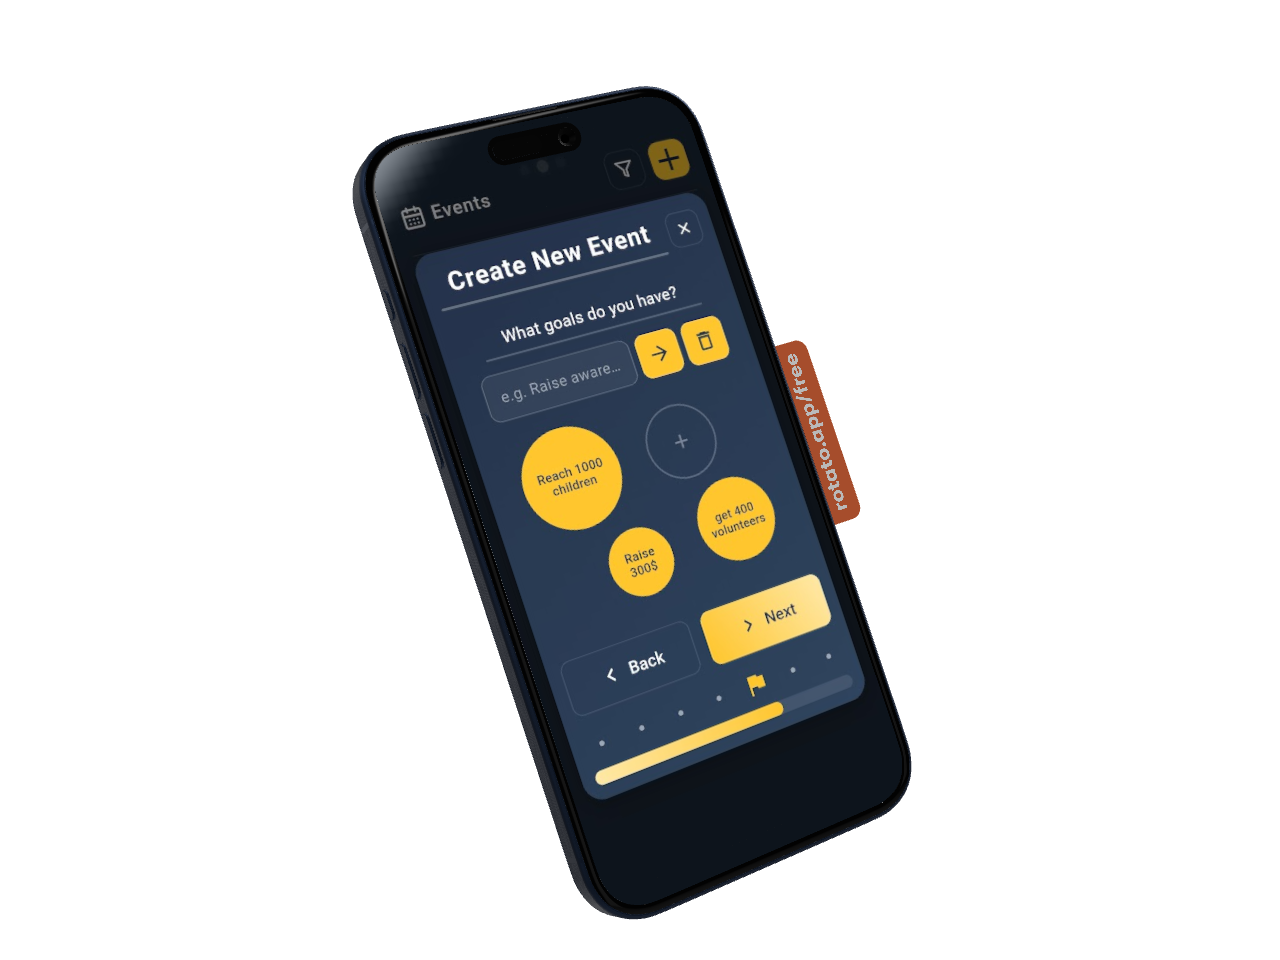 Events
Create New Event
What goals do you have?
e.g. Raise aware...
Reach 1000
children
get 400
volunteers
Raise
300$
Back
Next
rotato.app/free